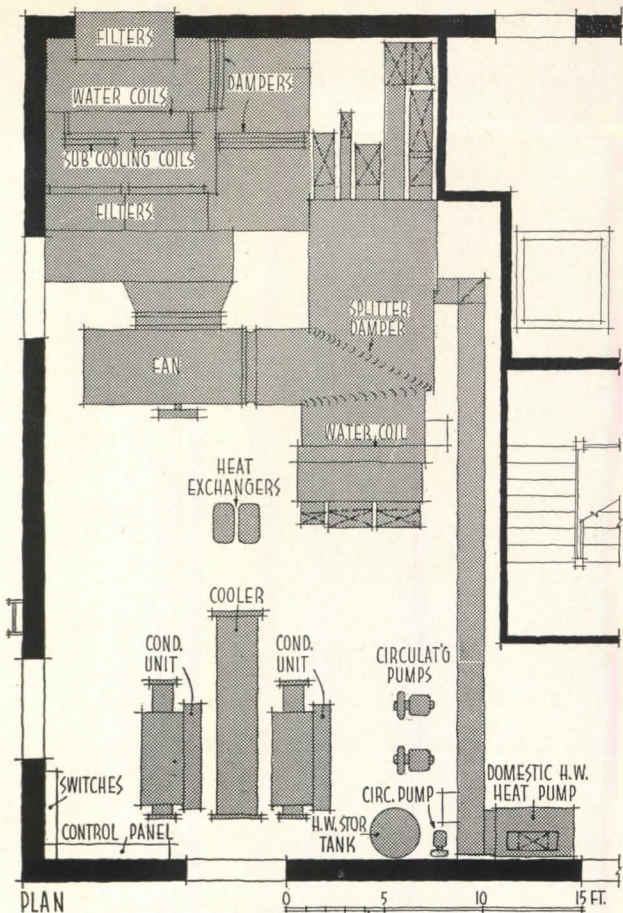 FILTERS
DAMPERS
WATER COILS
SUB COOLING COILS
FILTERS
SPLITTER
DAMPER
FAN
WATER COIL
HEAT
EXCHANGERS
COOLER
COND.
UNIT
COND.
UNIT
CIRCULAT'G
PUMPS
SWITCHES
CONTROL PANEL
CIRC. PUMP
H.W. STOR
TANK
DOMESTIC H.W.
HEAT PUMP
PLAN
0 5 10 15 FT.